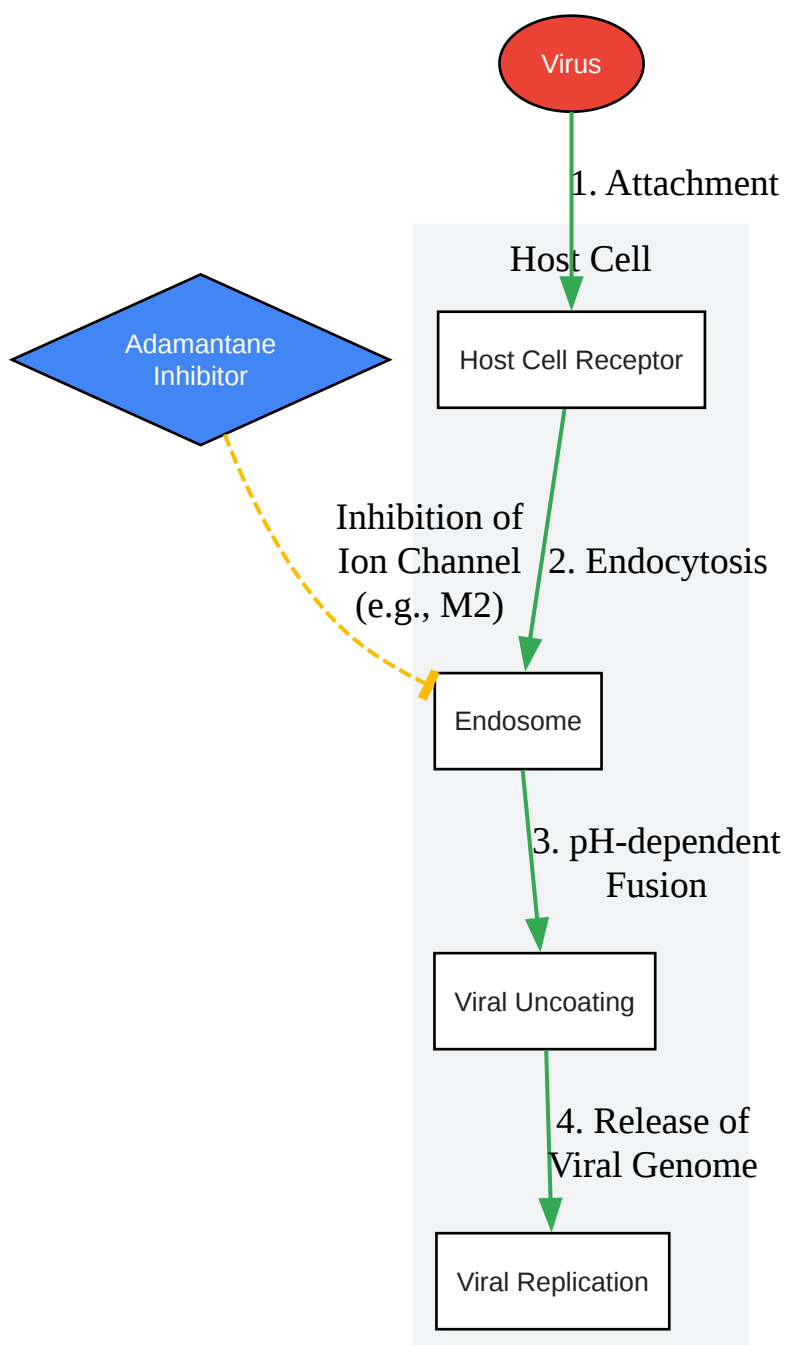 Virus
1. Attachment
Host Cell
Adamantane
Inhibitor
Host Cell Receptor
Inhibition of
Ion Channel
(e.g., M2)
2. Endocytosis
Endosome
3. pH-dependent
Fusion
Viral Uncoating
4. Release of
Viral Genome
Viral Replication